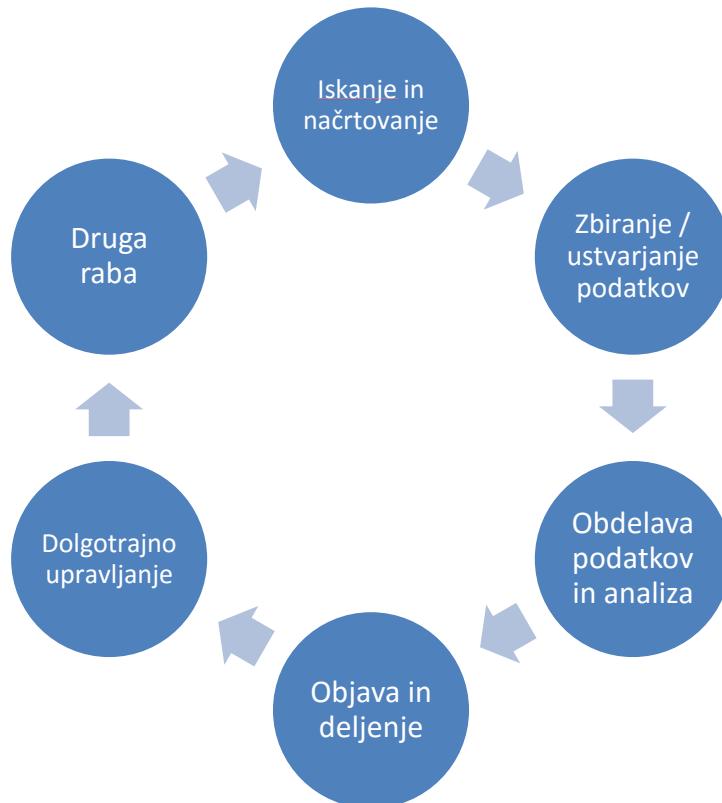 Iskanje in
načrtovanje
Zbiranje /
ustvarjanje
podatkov
Obdelava
podatkov
in analiza
Objava in
deljenje
Dolgotrajno
upravljanje
Druga
raba